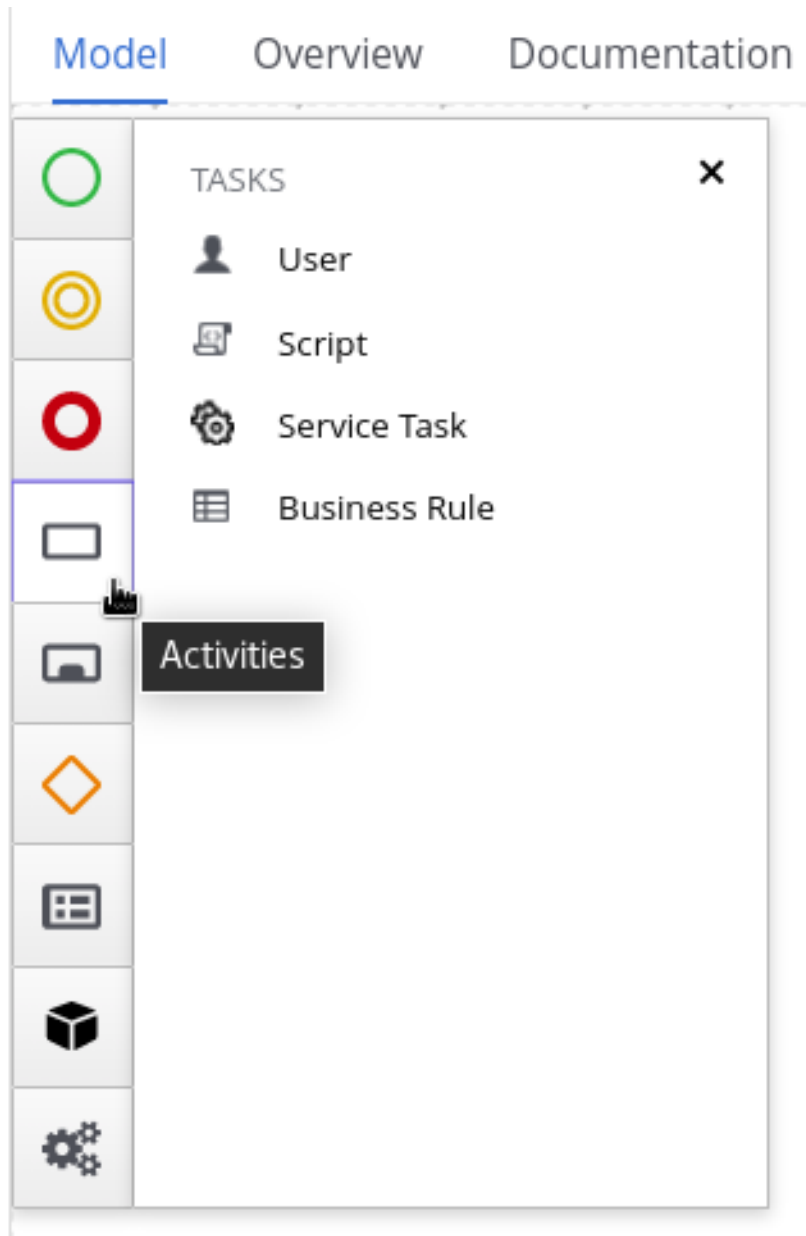 Model Overview Documentation
TASKS
User
Script
Service Task
Business Rule
Activities